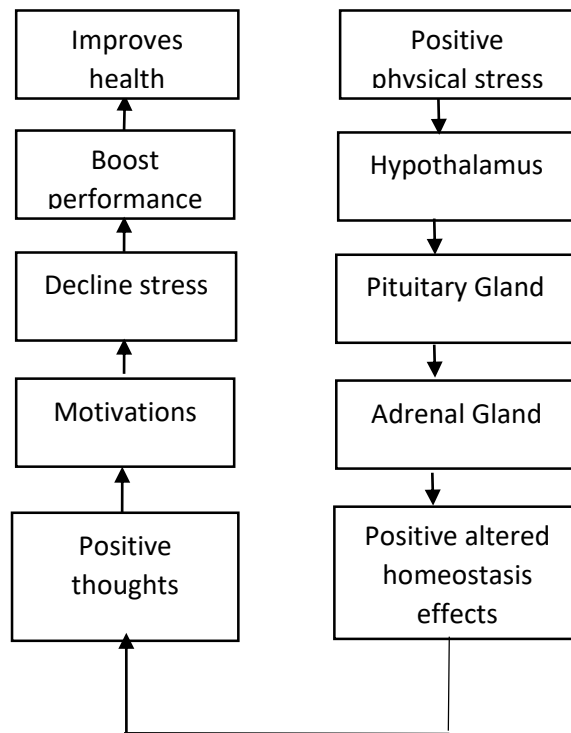 Improves
health
Boost
performance
Decline stress
Motivations
Positive
thoughts
Positive
physical stress
Hypothalamus
Pituitary Gland
Adrenal Gland
Positive altered
homeostasis
effects